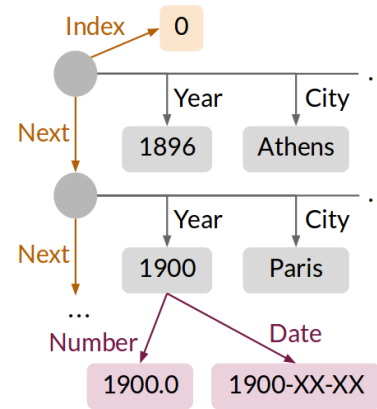 Index 0
Year City .
Next 1896 Athens
Year City .
Next 1900 Paris
...
Number Date
1900.0 1900-XX-XX